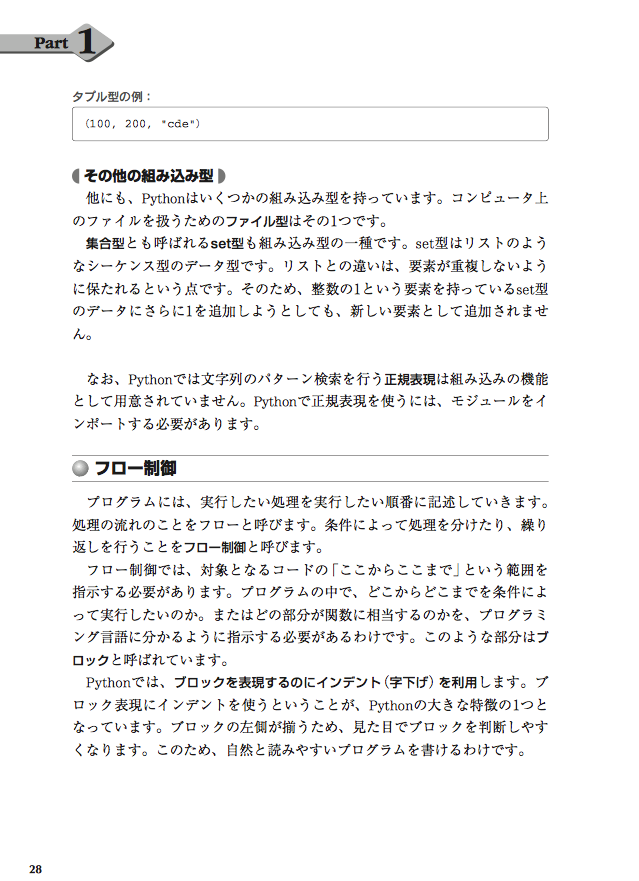 Part 1
タプル型の例：
(100, 200, "cde")
その他の組み込み型
他にも、Pythonはいくつかの組み込み型を持っています。コンピュータ上
のファイルを扱うためのファイル型はその1つです。
集合型とも呼ばれるset型も組み込み型の一種です。set型はリストのよう
なシーケンス型のデータ型です。リストとの違いは、要素が重複しないよう
に保たれるという点です。そのため、整数の1という要素を持っているset型
のデータにさらに1を追加しようとしても、新しい要素として追加されませ
ん。
なお、Pythonでは文字列のパターン検索を行う正規表現は組み込みの機能
として用意されていません。Pythonで正規表現を使うには、モジュールをイ
ンポートする必要があります。
フロー制御
プログラムには、実行したい処理を実行したい順番に記述していきます。
処理の流れのことをフローと呼びます。条件によって処理を分けたり、繰り
返しを行うことをフロー制御と呼びます。
フロー制御では、対象となるコードの「ここからここまで」という範囲を
指示する必要があります。プログラムの中で、どこからどこまでを条件によ
って実行したいのか。またはどの部分が関数に相当するのかを、プログラミ
ング言語に分かるように指示する必要があるわけです。このような部分はブ
ロックと呼ばれています。
Pythonでは、ブロックを表現するのにインデント（字下げ）を利用します。ブ
ロック表現にインデントを使うということが、Pythonの大きな特徴の1つと
なっています。ブロックの左側が揃うため、見た目でブロックを判断しやす
くなります。このため、自然と読みやすいプログラムを書けるわけです。
28